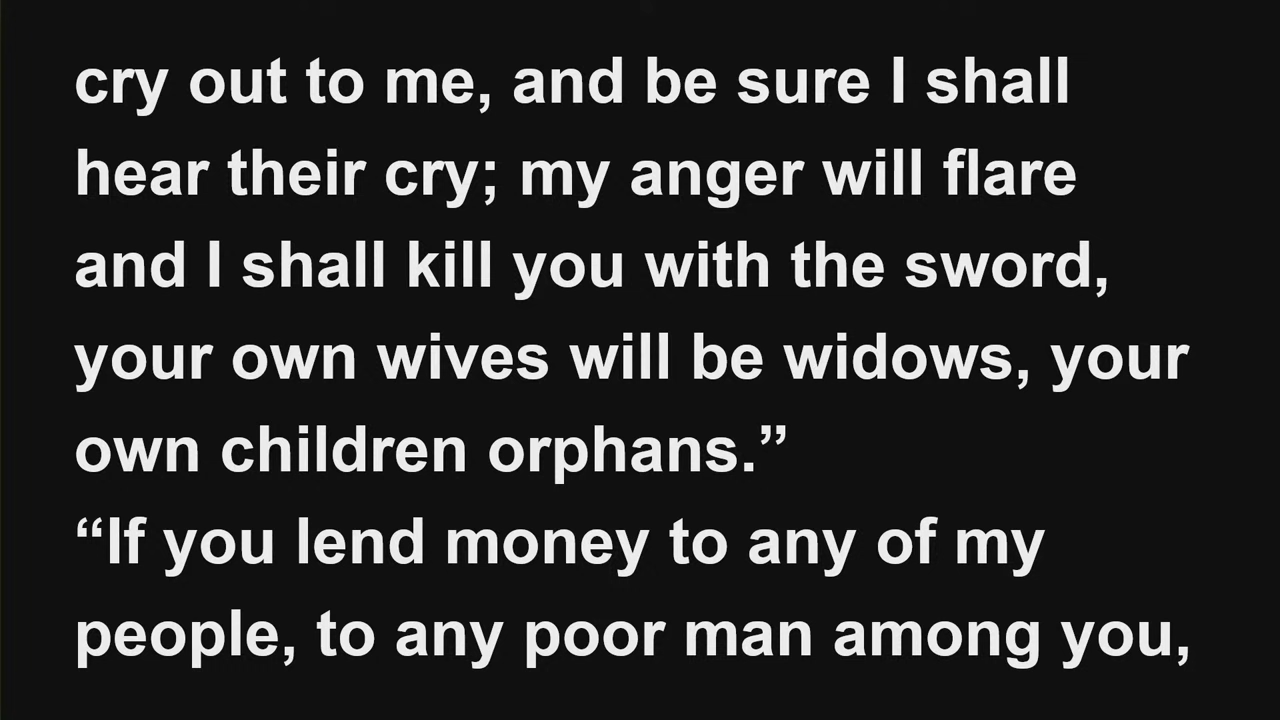 cry out to me, and be sure I shall
hear their cry; my anger will flare
and I shall kill you with the sword,
your own wives will be widows, your
own children orphans.”
“If you lend money to any of my
people, to any poor man among you,